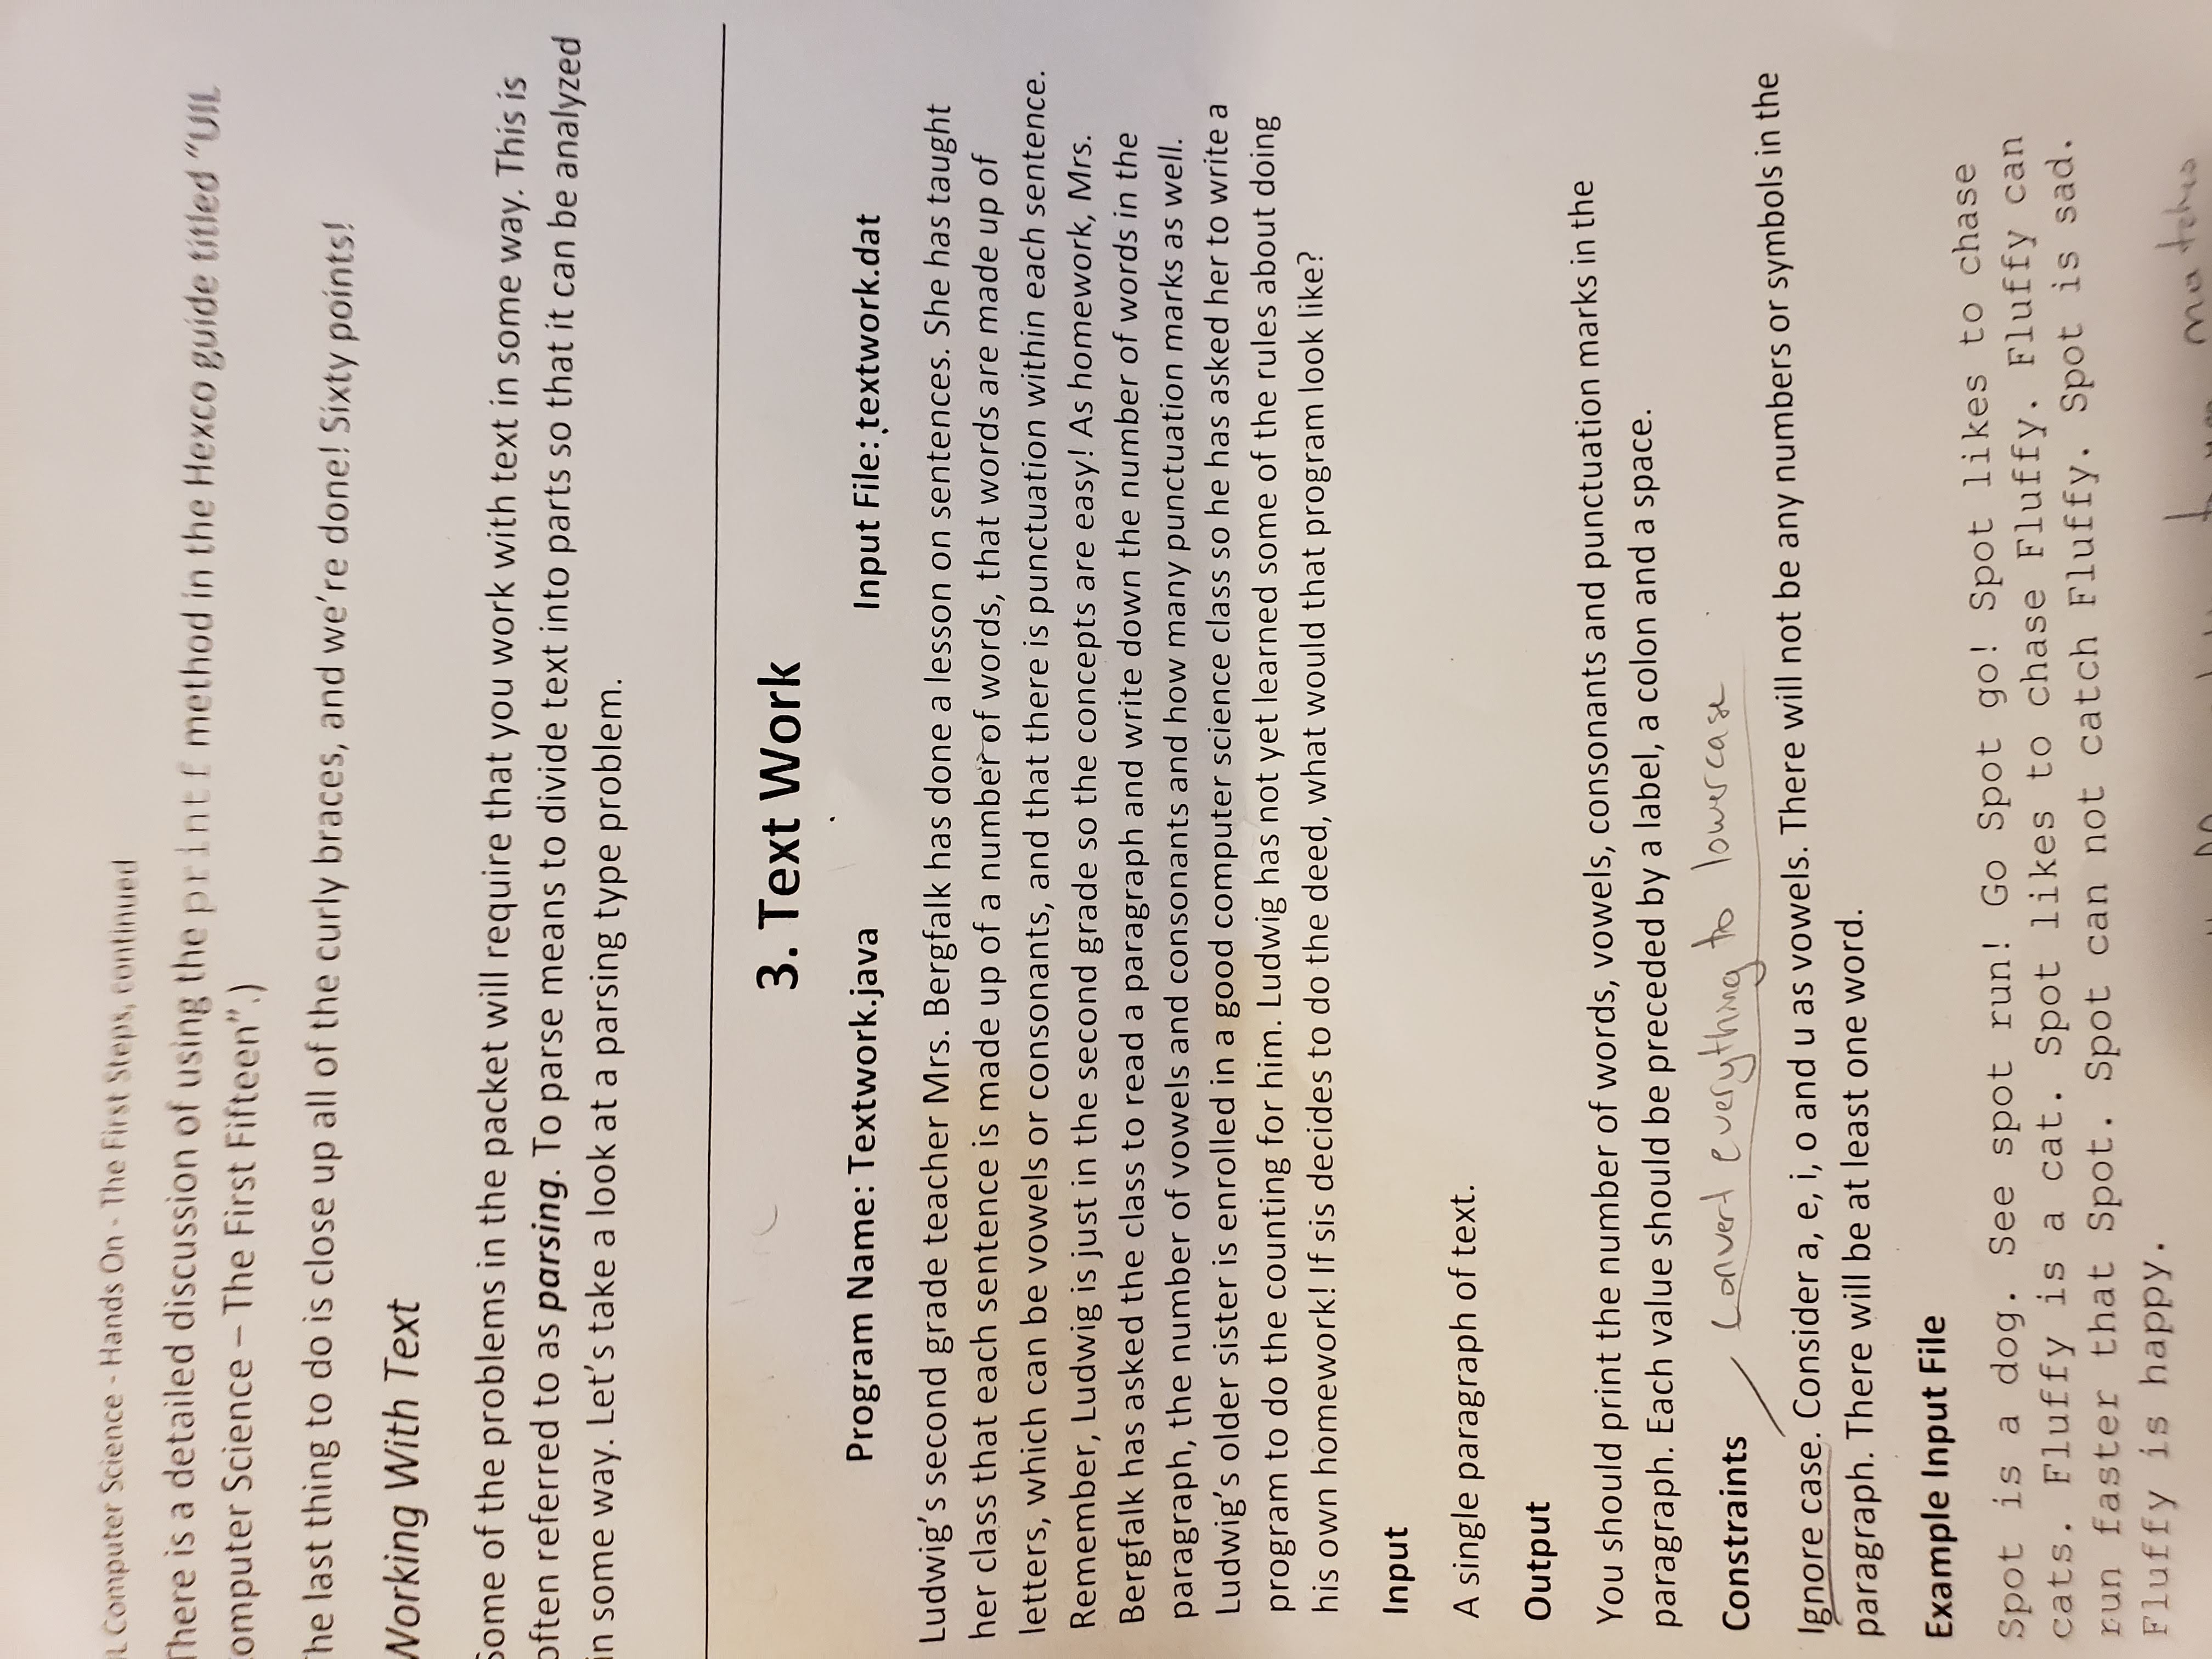 L Computer Science - Hands On - The First Steps, continued
There is a detailed discussion of using the printf method in the Hexco guide titled “UIL
omputer Science – The First Fifteen”.)
he last thing to do is close up all of the curly braces, and we’re done! Sixty points!
Working With Text
Some of the problems in the packet will require that you work with text in some way. This is
often referred to as parsing. To parse means to divide text into parts so that it can be analyzed
in some way. Let’s take a look at a parsing type problem.
3. Text Work
Program Name: Textwork.java Input File: textwork.dat
Ludwig’s second grade teacher Mrs. Bergfalk has done a lesson on sentences. She has taught
her class that each sentence is made up of a number of words, that words are made up of
letters, which can be vowels or consonants, and that there is punctuation within each sentence.
Remember, Ludwig is just in the second grade so the concepts are easy! As homework, Mrs.
Bergfalk has asked the class to read a paragraph and write down the number of words in the
paragraph, the number of vowels and consonants and how many punctuation marks as well.
Ludwig’s older sister is enrolled in a good computer science class so he has asked her to write a
program to do the counting for him. Ludwig has not yet learned some of the rules about doing
his own homework! If sis decides to do the deed, what would that program look like?
Input
A single paragraph of text.
Output
You should print the number of words, vowels, consonants and punctuation marks in the
paragraph. Each value should be preceded by a label, a colon and a space.
Constraints
Convert everything to lowercase
Ignore case. Consider a, e, i, o and u as vowels. There will not be any numbers or symbols in the
paragraph. There will be at least one word.
Example Input File
Spot is a dog. See spot run! Go Spot go! Spot likes to chase
cats. Fluffy is a cat. Spot likes to chase Fluffy. Fluffy can
run faster that Spot. Spot can not catch Fluffy. Spot is sad.
Fluffy is happy.
matches